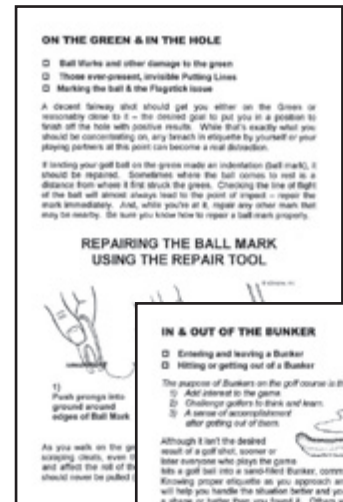 ON THE GREEN & IN THE HOLE
Ball Marks and other damage to the green
Those ever-present, invisible Putting Lines
Marking the ball & the Flagstick issue
A decent fairway shot should get you either on the Green or
reasonably close to it – the desired goal to put you in a position to
finish off the hole with positive results. While that's exactly what you
should be concentrating on, any breach in etiquette by yourself or your
playing partners at this point can become a real distraction.
If landing your golf ball on the green made an indentation (ball mark), it
should be repaired. Sometimes where the ball comes to rest is a
distance from where it first struck the green. Checking the line of flight
of the ball will almost always lead to the point of impact – repair the
mark immediately. And, while you're at it, repair any other mark that
may be nearby. Be sure you know how to repair a ball mark properly.
REPAIRING THE BALL MARK
USING THE REPAIR TOOL
1)
Push prongs into
ground around
edges of Ball Mark
As you walk on the
scraping cleats, even
and affect the roll of
should never be pulled
IN & OUT OF THE BUNKER
Entering and leaving a Bunker
Hitting or getting out of a Bunker
The purpose of Bunkers on the golf course is
1) Add interest to the game.
2) Challenge golfers to think and learn.
3) A sense of accomplishment
after getting out of them.
Although it isn't the desired
result of a golf shot, sooner or
later everyone who plays the game
hits a golf ball into a sand-filled Bunker,
Knowing proper etiquette as you approach
will help you handle the situation better and